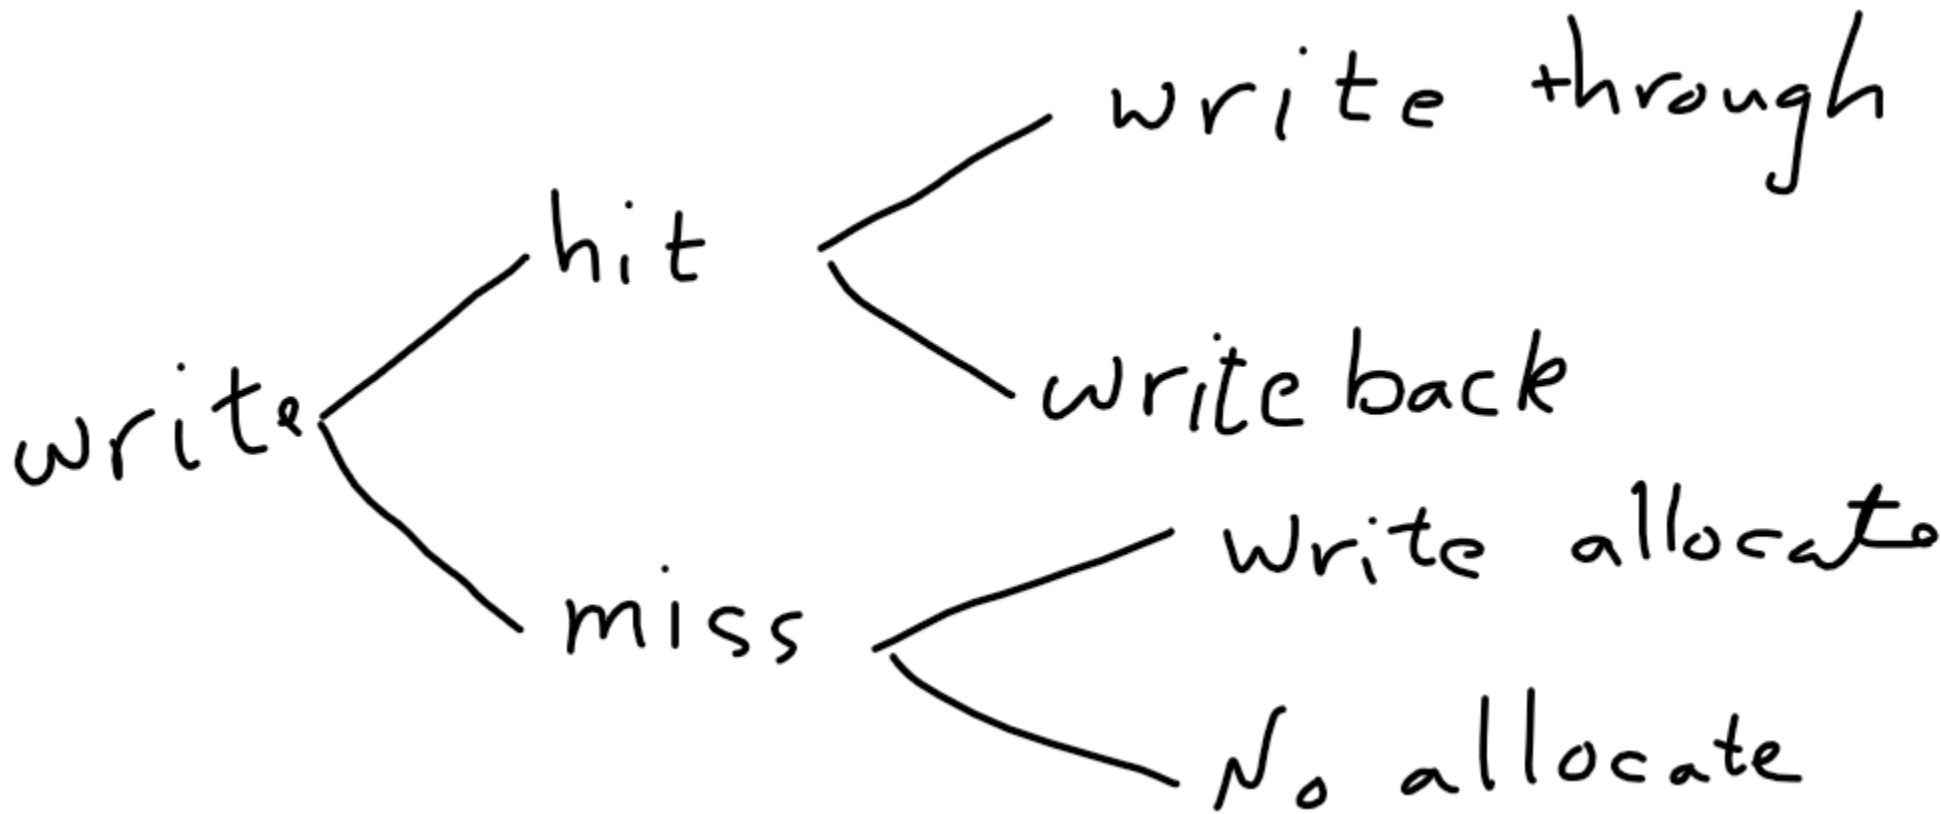 write through
hit
write back
write
write allocate
miss
No allocate